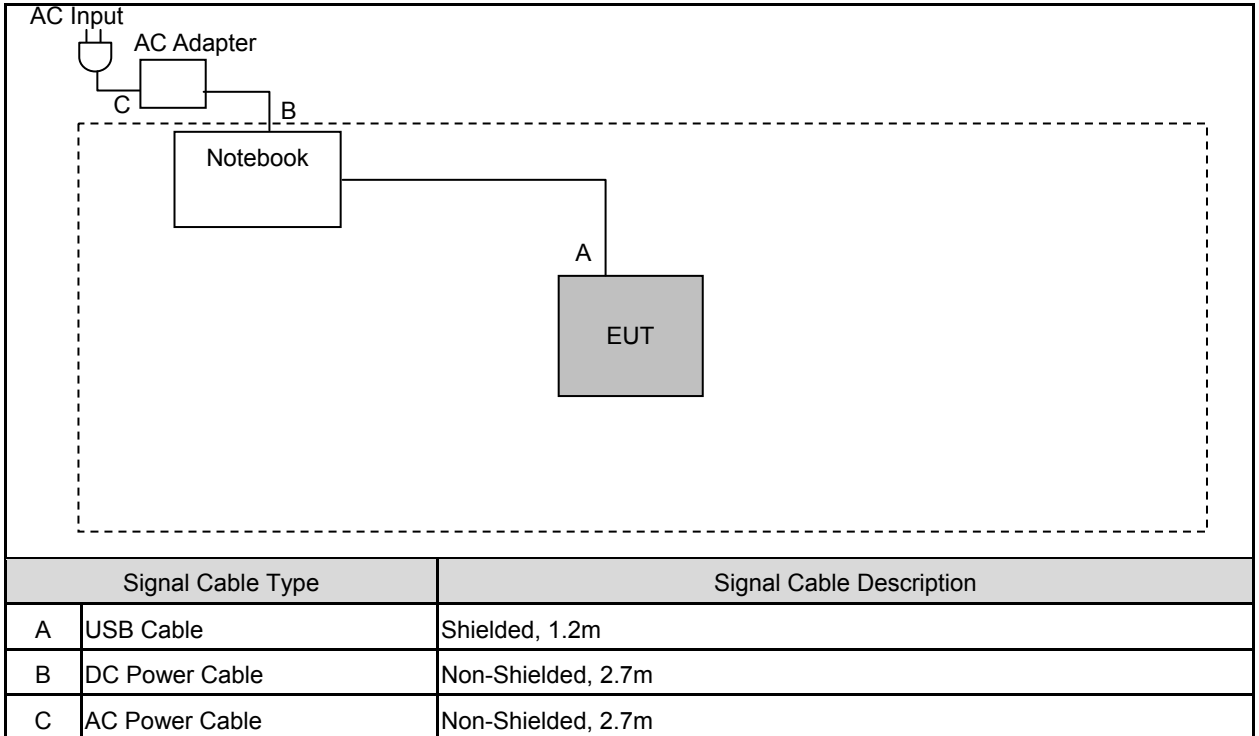 AC Input
AC Adapter
C
B
Notebook
A
EUT
Signal Cable Type Signal Cable Description
A USB Cable Shielded, 1.2m
B DC Power Cable Non-Shielded, 2.7m
C AC Power Cable Non-Shielded, 2.7m